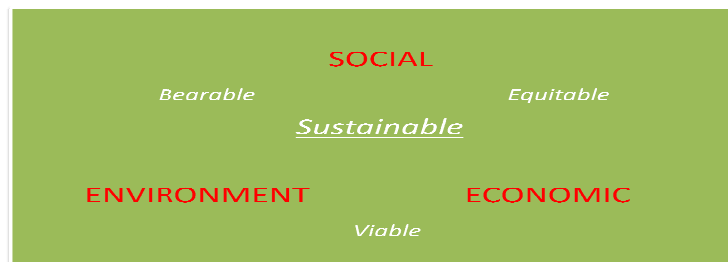 SOCIAL
Bearable Equitable
Sustainable
ENVIRONMENT ECONOMIC
Viable